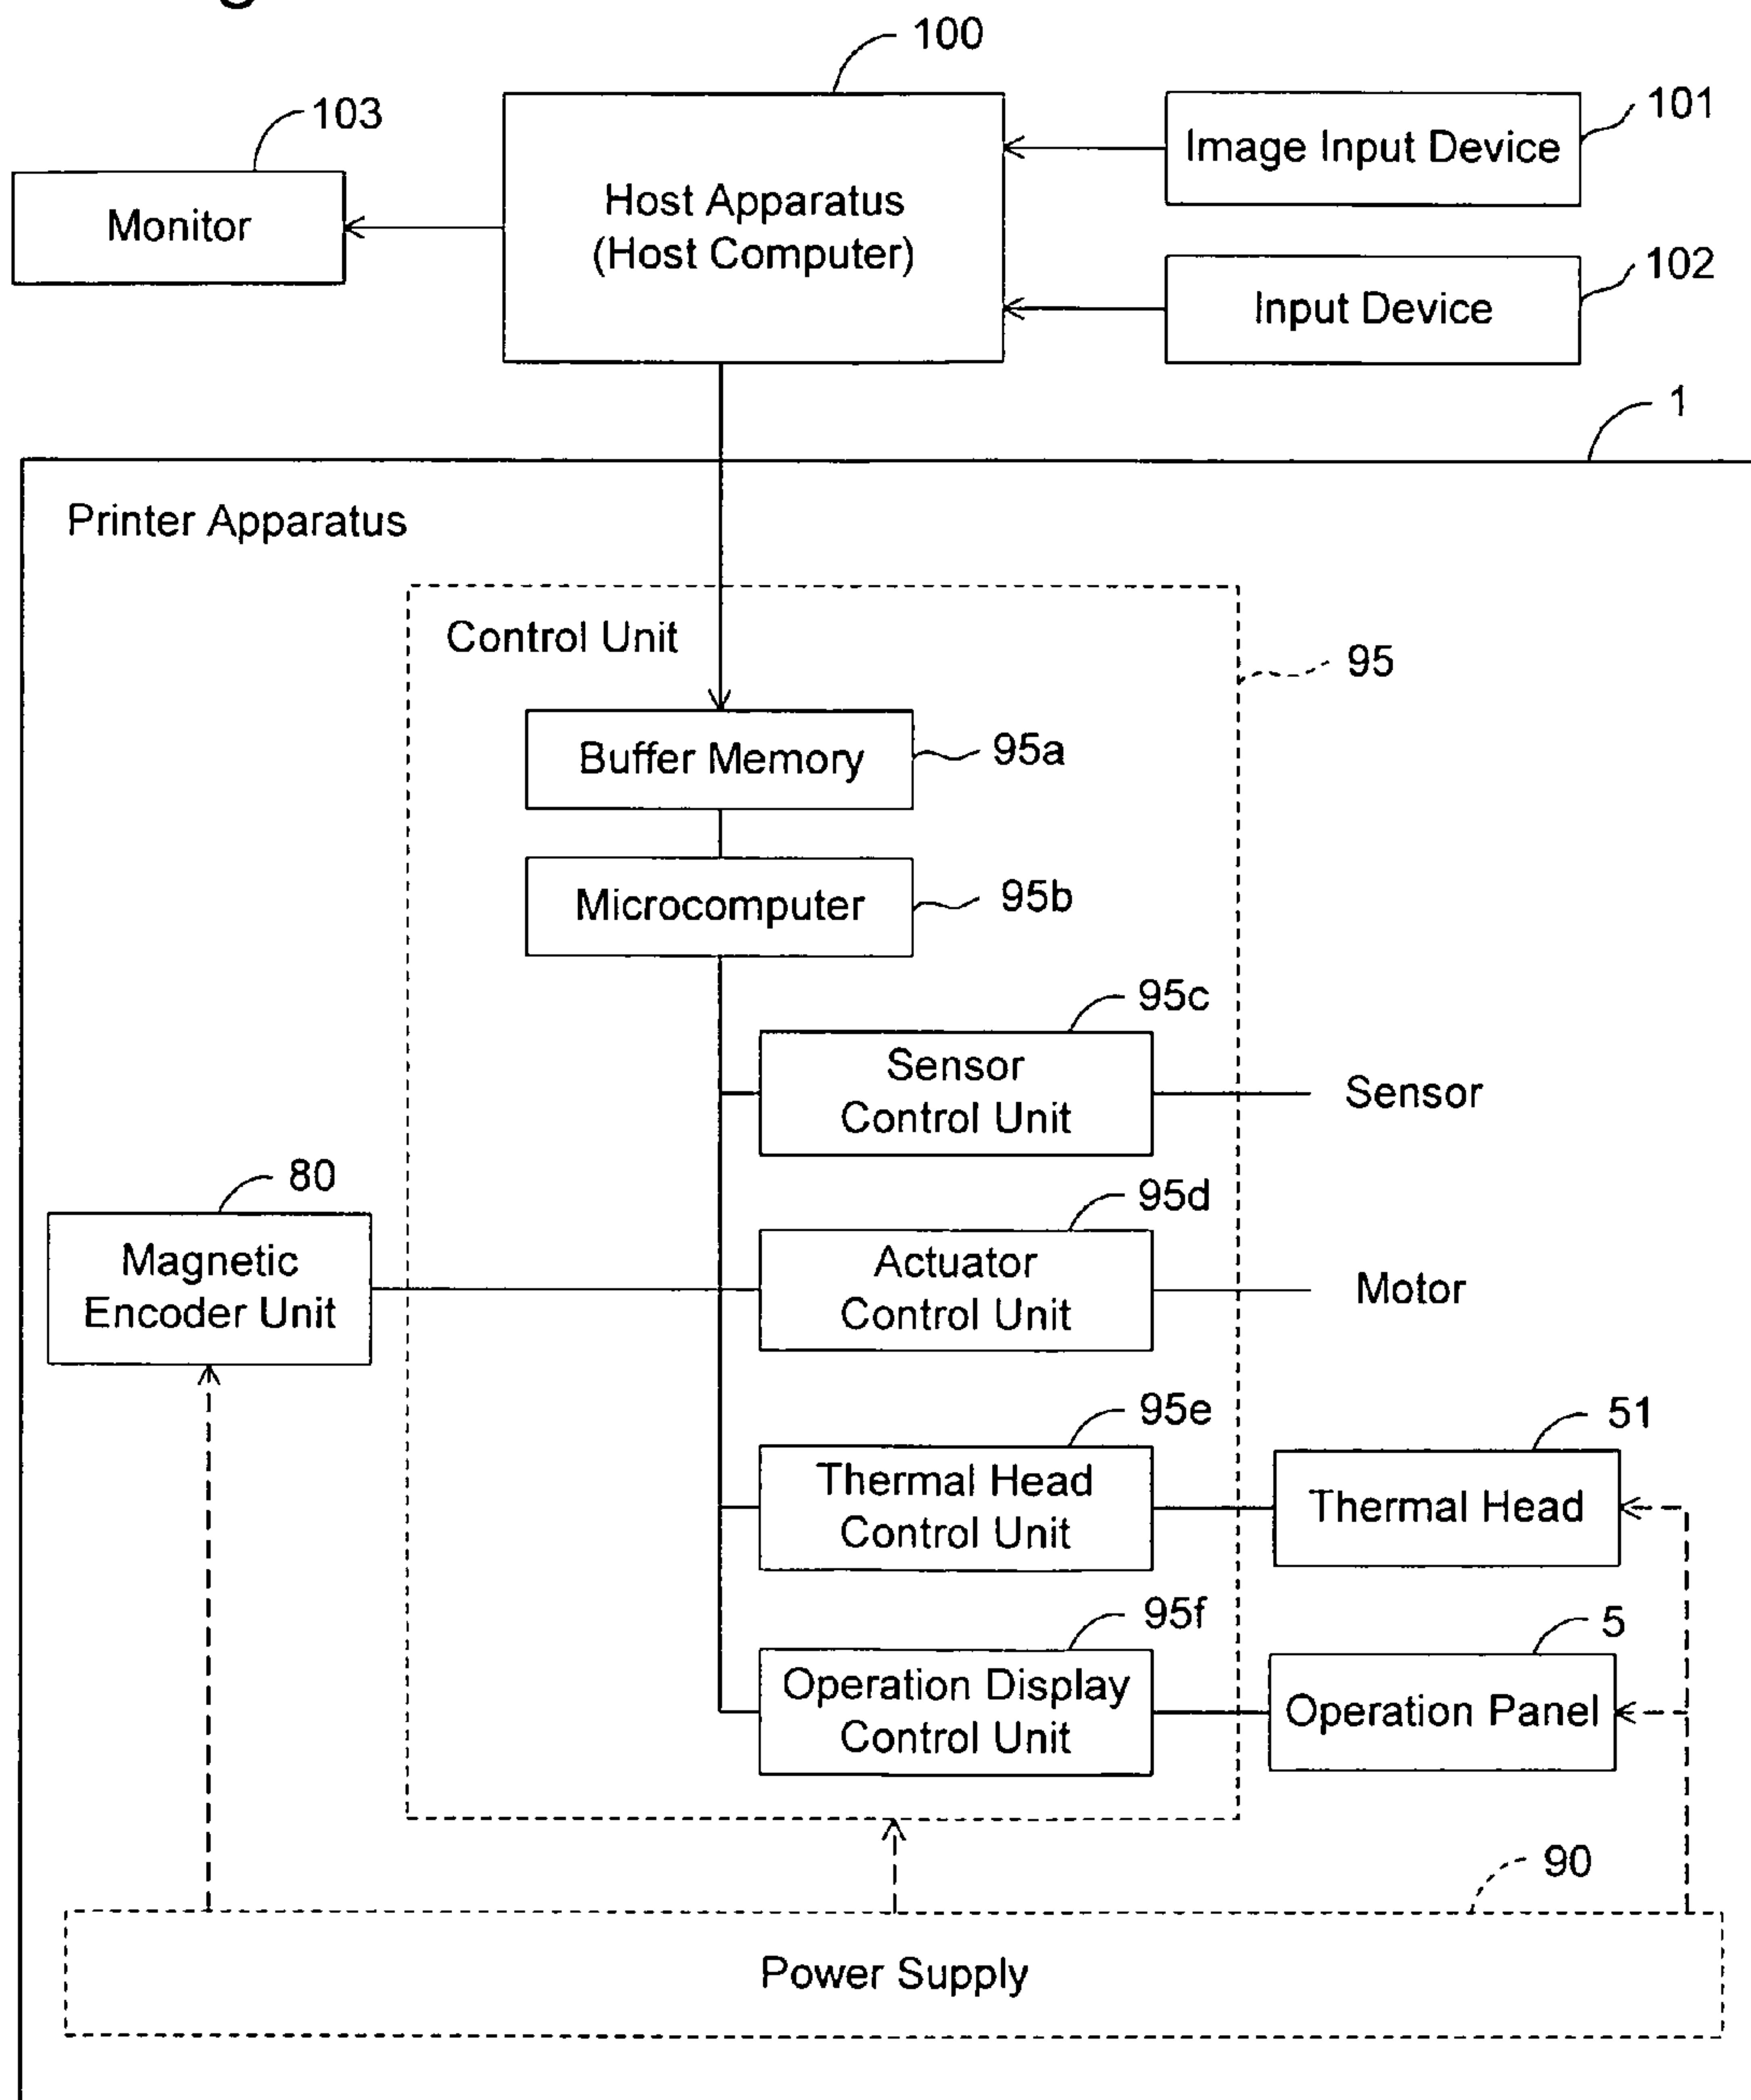 100
103
101
Image Input Device
Monitor
Host Apparatus
(Host Computer)
102
Input Device
1
Printer Apparatus
Control Unit
95
Buffer Memory
95a
Microcomputer
95b
95c
Sensor
Control Unit
Sensor
80
Magnetic
Encoder Unit
95d
Actuator
Control Unit
Motor
95e
Thermal Head
Control Unit
51
Thermal Head
95f
Operation Display
Control Unit
5
Operation Panel
90
Power Supply